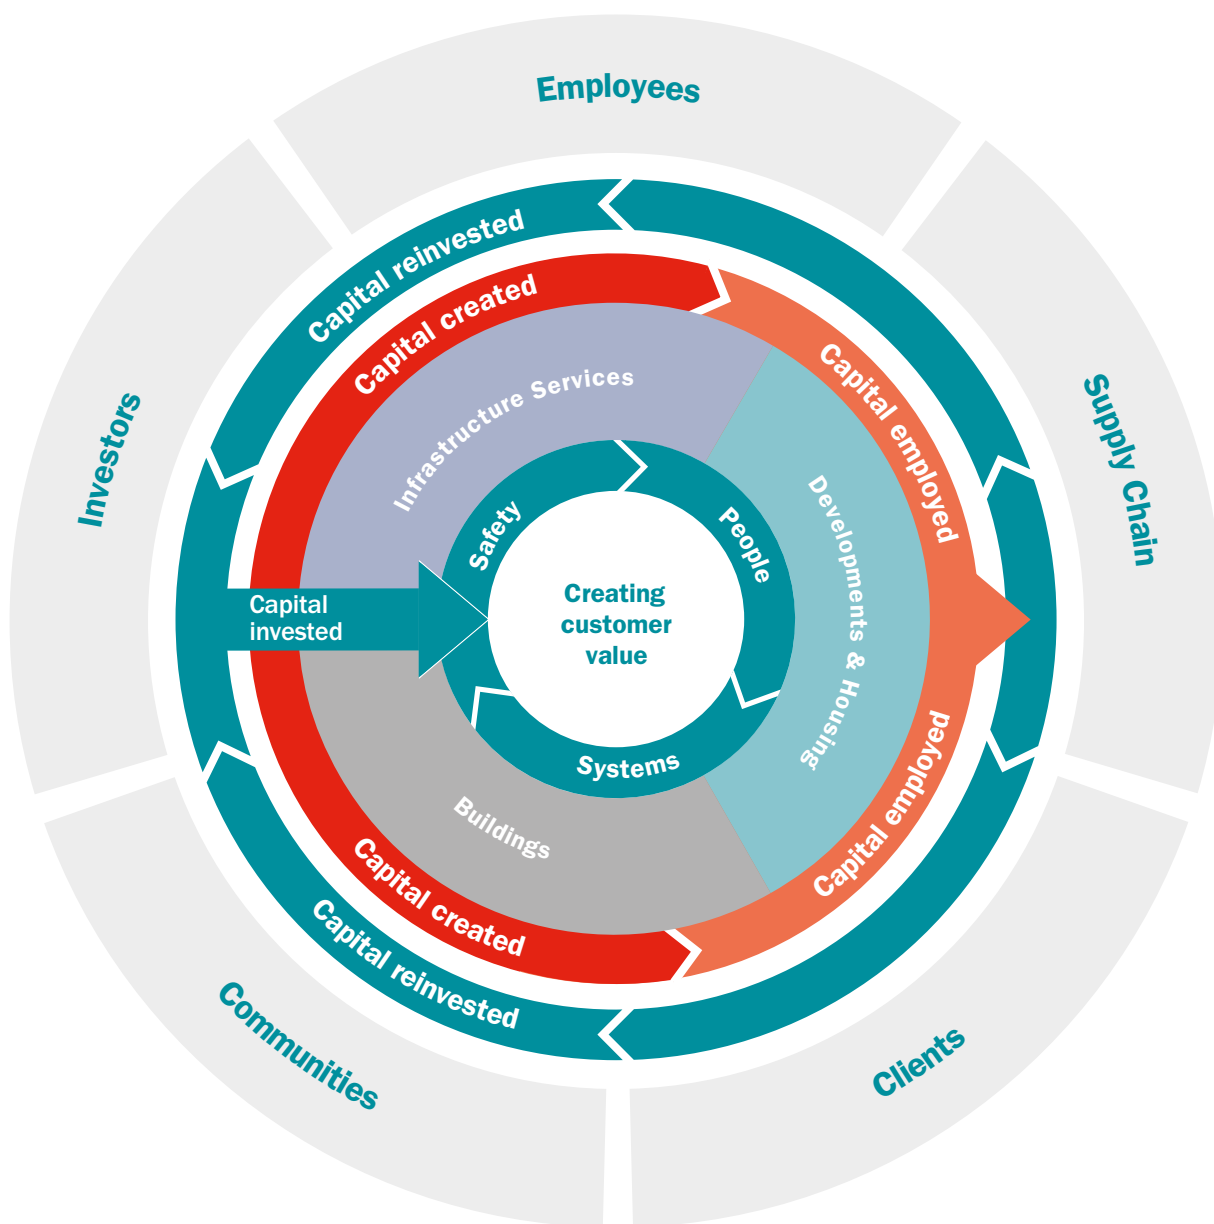 Employees
Investors
Supply Chain
Communities
Clients
Capital reinvested
Capital created
Capital employed
Infrastructure Services
Developments & Housing
Safety
People
Capital
invested
Creating
customer
value
Systems
Buildings
Capital employed
Capital created
Capital reinvested